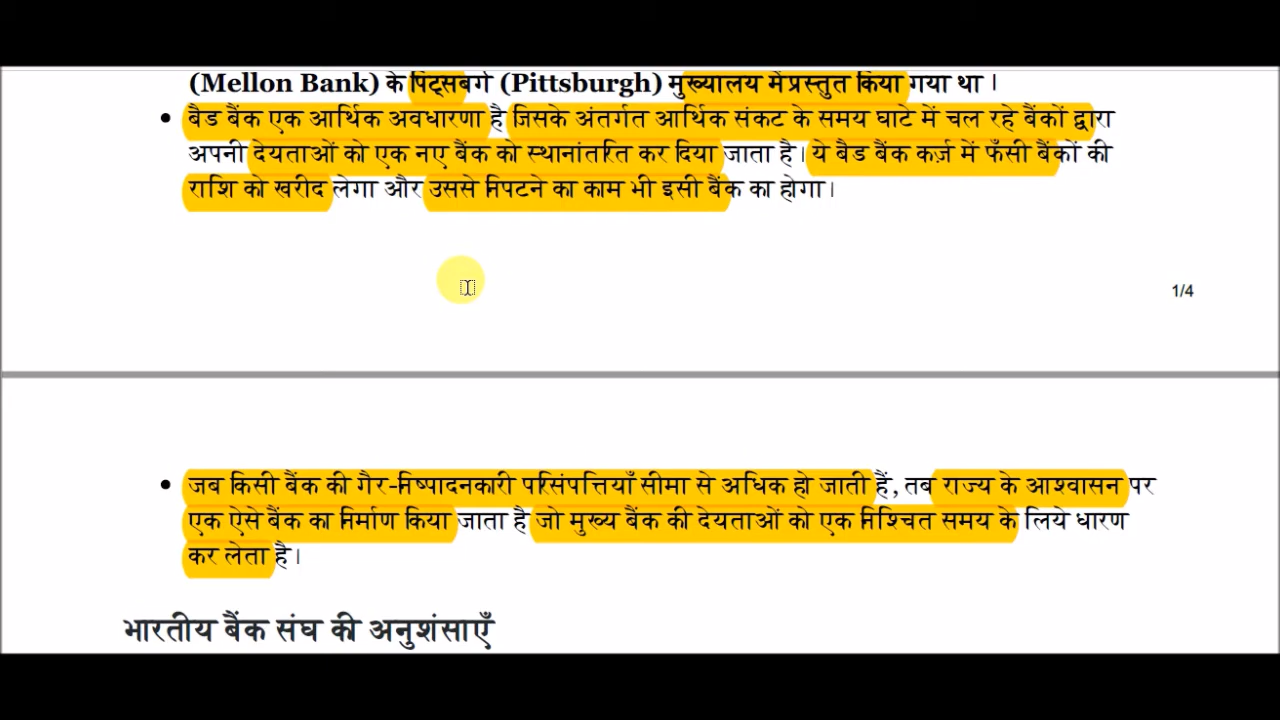 (Mellon Bank) के पिट्सबर्ग (Pittsburgh) मुख्यालय में प्रस्तुत किया गया था ।
• बैड बैंक एक आर्थिक अवधारणा है जिसके अंतर्गत आर्थिक संकट के समय घाटे में चल रहे बैंकों द्वारा
अपनी देयताओं को एक नए बैंक को स्थानांतरित कर दिया जाता है। ये बैड बैंक कर्ज़ में फँसी बैंकों की
राशि को खरीद लेगा और उससे निपटने का काम भी इसी बैंक का होगा।
1/4
• जब किसी बैंक की गैर-निष्पादनकारी परिसंपत्तियाँ सीमा से अधिक हो जाती हैं, तब राज्य के आश्वासन पर
एक ऐसे बैंक का निर्माण किया जाता है जो मुख्य बैंक की देयताओं को एक निश्चित समय के लिये धारण
कर लेता है।
भारतीय बैंक संघ की अनुशंसाएँ